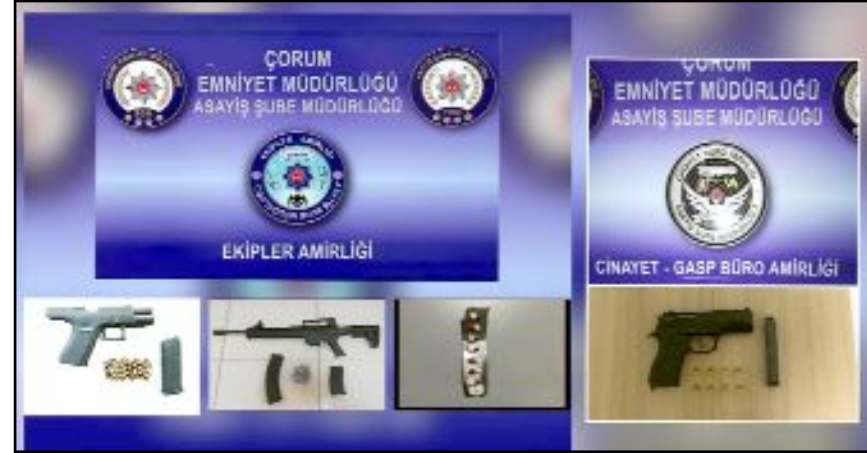 ÇORUM
EMNİYET MÜDÜRLÜĞÜ
ASAYİŞ ŞUBE MÜDÜRLÜĞÜ
EKİPLER AMİRLİĞİ
ÇORUM
EMNİYET MÜDÜRLÜĞÜ
ASAYİŞ ŞUBE MÜDÜRLÜĞÜ
CİNAYET - GASP BÜRO AMİRLİĞİ